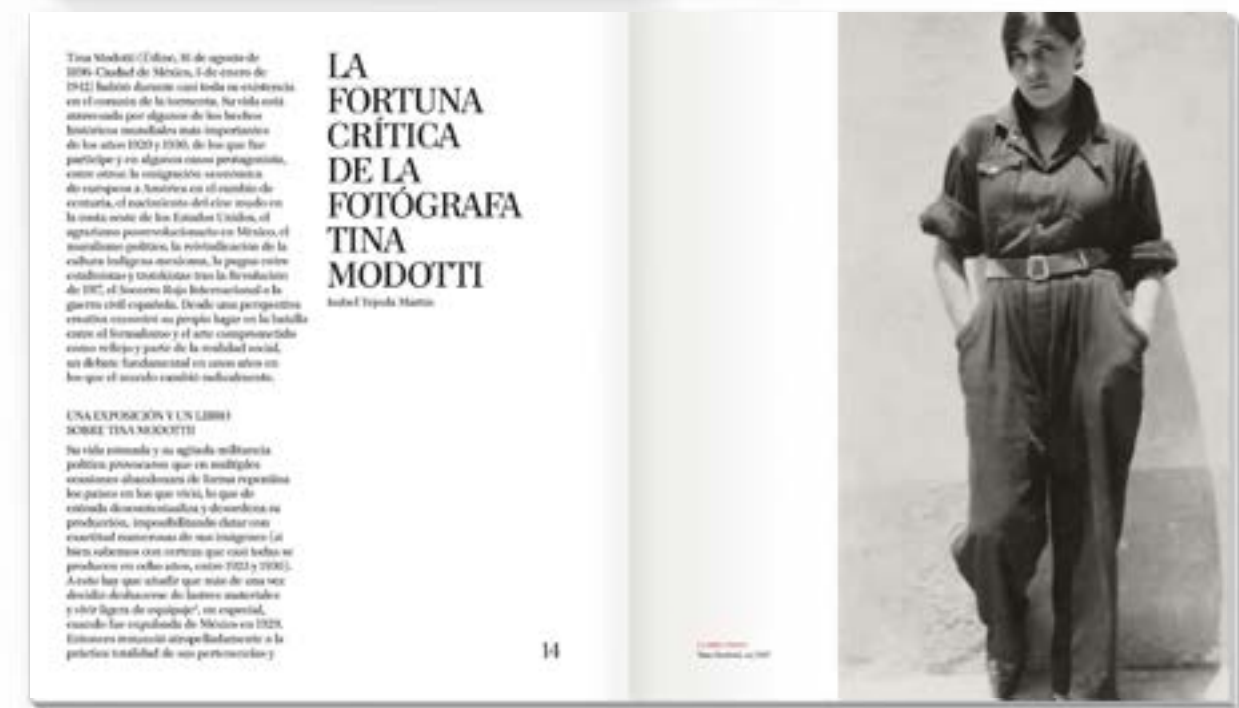 Tina Modotti (Údine, 16 de agosto de
1896-Ciudad de México, 5 de enero de
1942) habitó durante casi toda su existencia
en el corazón de la tormenta. Su vida está
atravesada por algunos de los hechos
históricos mundiales más importantes
de los años 1920 y 1930, de los que fue
partícipe y en algunos casos protagonista,
entre otros: la emigración económica
de europeos a América en el cambio de
centuria, el nacimiento del cine mudo en
la costa oeste de los Estados Unidos, el
agrarismo posrevolucionario en México, el
muralismo político, la reivindicación de la
cultura indígena mexicana, la pugna entre
estalinistas y trotskistas tras la Revolución
de 1917, el Socorro Rojo Internacional o la
guerra civil española. Desde una perspectiva
creativa encontró su propio lugar en la batalla
entre el formalismo y el arte comprometido
como reflejo y parte de la realidad social,
un debate fundamental en unos años en
los que el mundo cambió radicalmente.
UNA EXPOSICIÓN Y UN LIBRO
SOBRE TINA MODOTTI
Su vida nómada y su agitada militancia
política provocaron que en múltiples
ocasiones abandonara de forma repentina
los países en los que vivió, lo que de
entrada descontextualiza y desordena su
producción, imposibilitando datar con
exactitud numerosas de sus imágenes (si
bien sabemos con certeza que casi todas se
producen en ocho años, entre 1923 y 1930).
A esto hay que añadir que más de una vez
decidió deshacerse de lastres materiales
y vivir ligera de equipaje¹, en especial,
cuando fue expulsada de México en 1929.
Entonces renunció atropelladamente a la
práctica totalidad de sus pertenencias y
LA
FORTUNA
CRÍTICA
DE LA
FOTÓGRAFA
TINA
MODOTTI
Isabel Tejeda Martín
14
Tina Modotti,